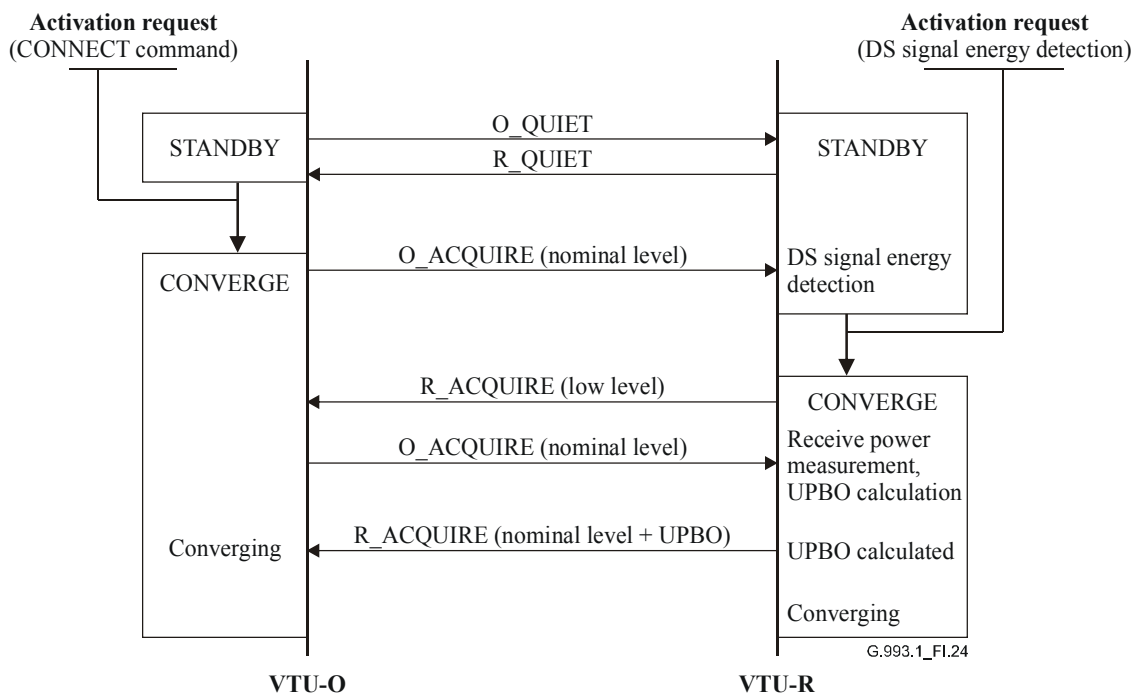 Activation request
(CONNECT command)
Activation request
(DS signal energy detection)
STANDBY
O_QUIET
R_QUIET
STANDBY
CONVERGE
O_ACQUIRE (nominal level)
DS signal energy
detection
R_ACQUIRE (low level)
CONVERGE
O_ACQUIRE (nominal level)
Receive power
measurement,
UPBO calculation
Converging
R_ACQUIRE (nominal level + UPBO)
UPBO calculated
Converging
G.993.1_FI.24
VTU-O
VTU-R